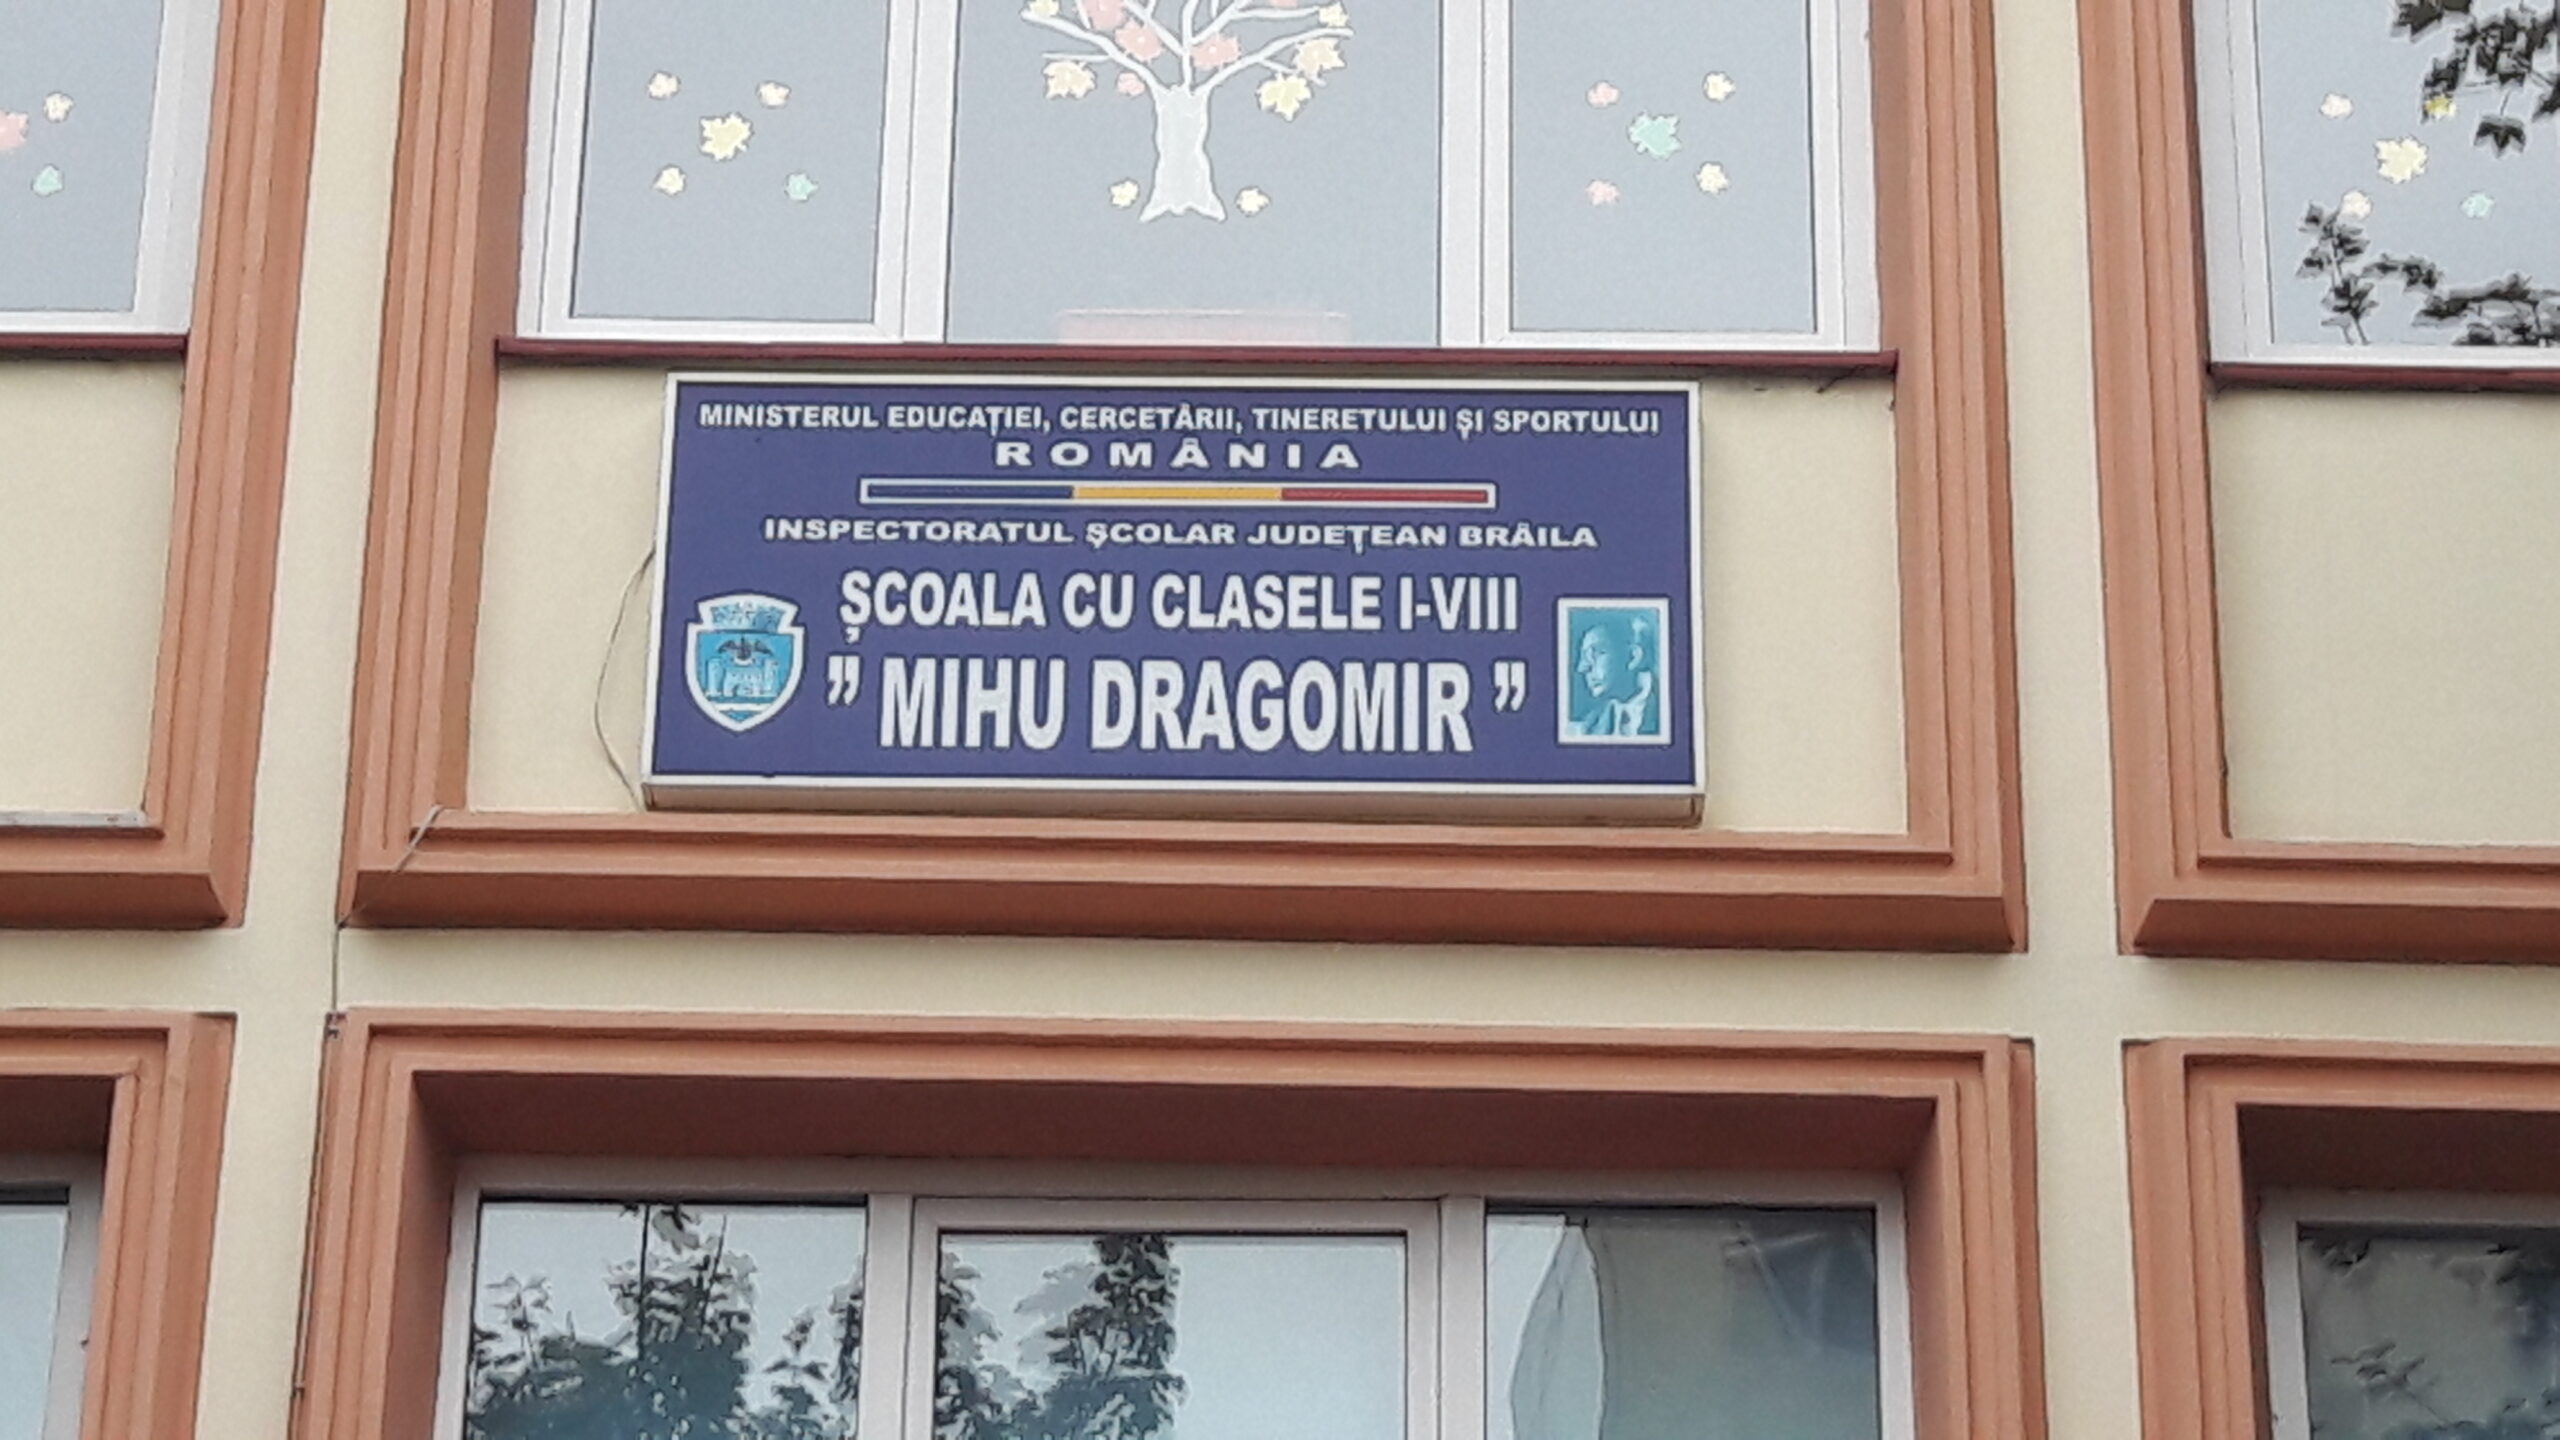 MINISTERUL EDUCAȚIEI, CERCETĂRII, TINERETULUI ȘI SPORTULUI
ROMÂNIA
INSPECTORATUL ȘCOLAR JUDEȚEAN BRĂILA
ȘCOALA CU CLASELE I-VIII
” MIHU DRAGOMIR ”